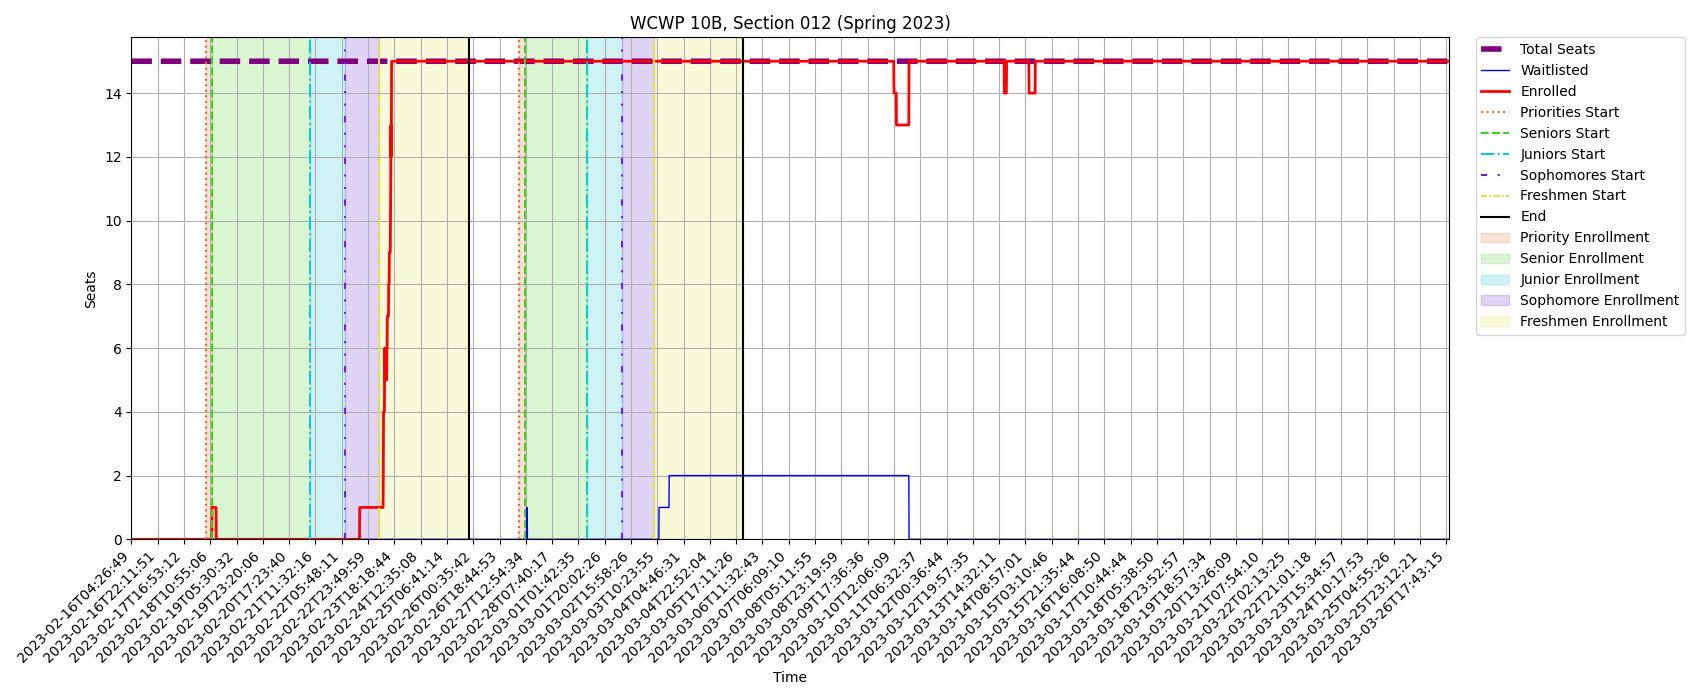 WCWP 10B, Section 012 (Spring 2023)
Seats
14
12
10
8
6
4
2
0
2023-02-16T04:26:49
2023-02-16T22:11:51
2023-02-17T16:53:12
2023-02-18T10:55:06
2023-02-19T05:30:32
2023-02-19T23:20:06
2023-02-20T17:23:40
2023-02-21T11:32:16
2023-02-22T05:48:11
2023-02-22T23:49:59
2023-02-23T18:18:44
2023-02-24T12:35:08
2023-02-25T06:41:14
2023-02-26T00:35:42
2023-02-26T18:44:53
2023-02-27T12:54:34
2023-02-28T07:40:17
2023-03-01T01:42:35
2023-03-01T20:02:26
2023-03-02T15:58:26
2023-03-03T10:23:55
2023-03-04T04:46:31
2023-03-04T22:52:04
2023-03-05T17:11:26
2023-03-06T11:32:43
2023-03-07T06:09:10
2023-03-08T05:11:55
2023-03-08T23:19:59
2023-03-09T17:36:36
2023-03-10T12:06:09
2023-03-11T06:32:37
2023-03-12T00:36:44
2023-03-12T19:57:35
2023-03-13T14:32:11
2023-03-14T08:57:01
2023-03-15T03:10:46
2023-03-15T21:35:44
2023-03-16T16:08:50
2023-03-17T10:44:44
2023-03-18T05:38:50
2023-03-18T23:52:57
2023-03-19T18:57:34
2023-03-20T13:26:09
2023-03-21T07:54:10
2023-03-22T02:13:25
2023-03-22T21:01:18
2023-03-23T15:34:57
2023-03-24T10:17:53
2023-03-25T04:55:26
2023-03-25T23:12:21
2023-03-26T17:43:15
Time
Total Seats
Waitlisted
Enrolled
Priorities Start
Seniors Start
Juniors Start
Sophomores Start
Freshmen Start
End
Priority Enrollment
Senior Enrollment
Junior Enrollment
Sophomore Enrollment
Freshmen Enrollment